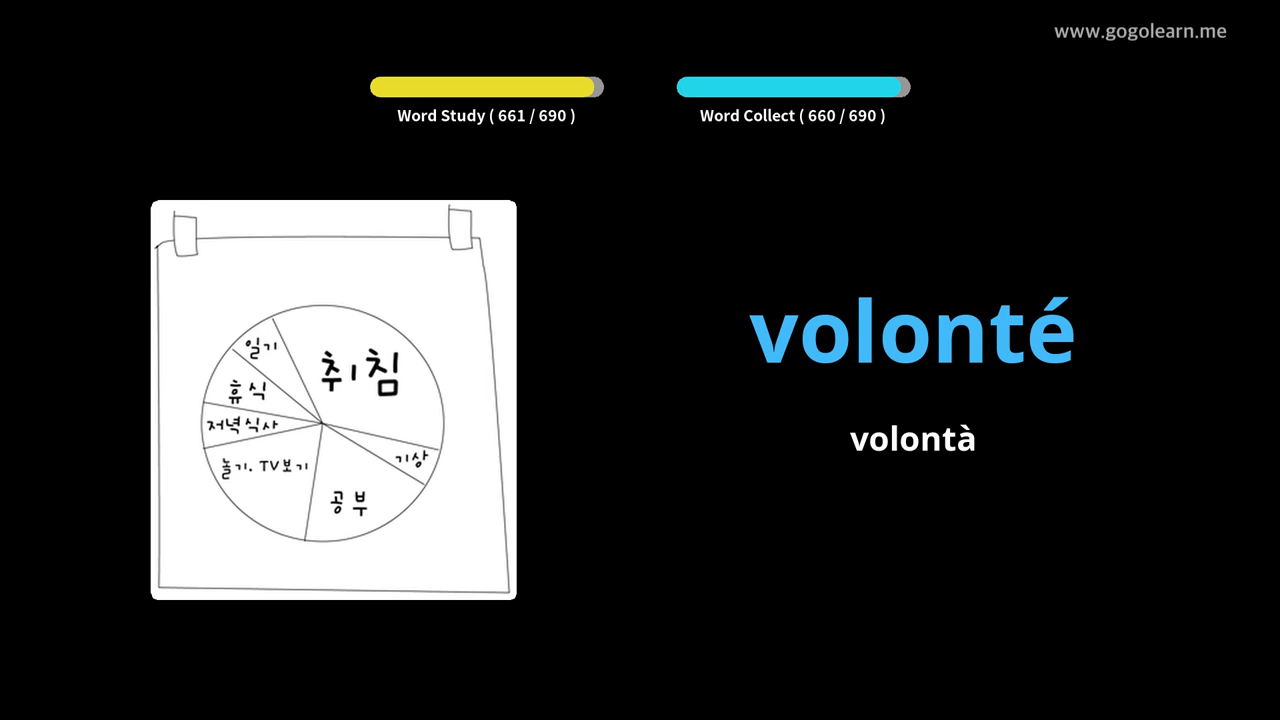 www.gogolearn.me
Word Study ( 661 / 690 )
Word Collect ( 660 / 690 )
일기
취침
휴식
저녁식사
놀기. TV보기
기상
공부
volonté
volontà